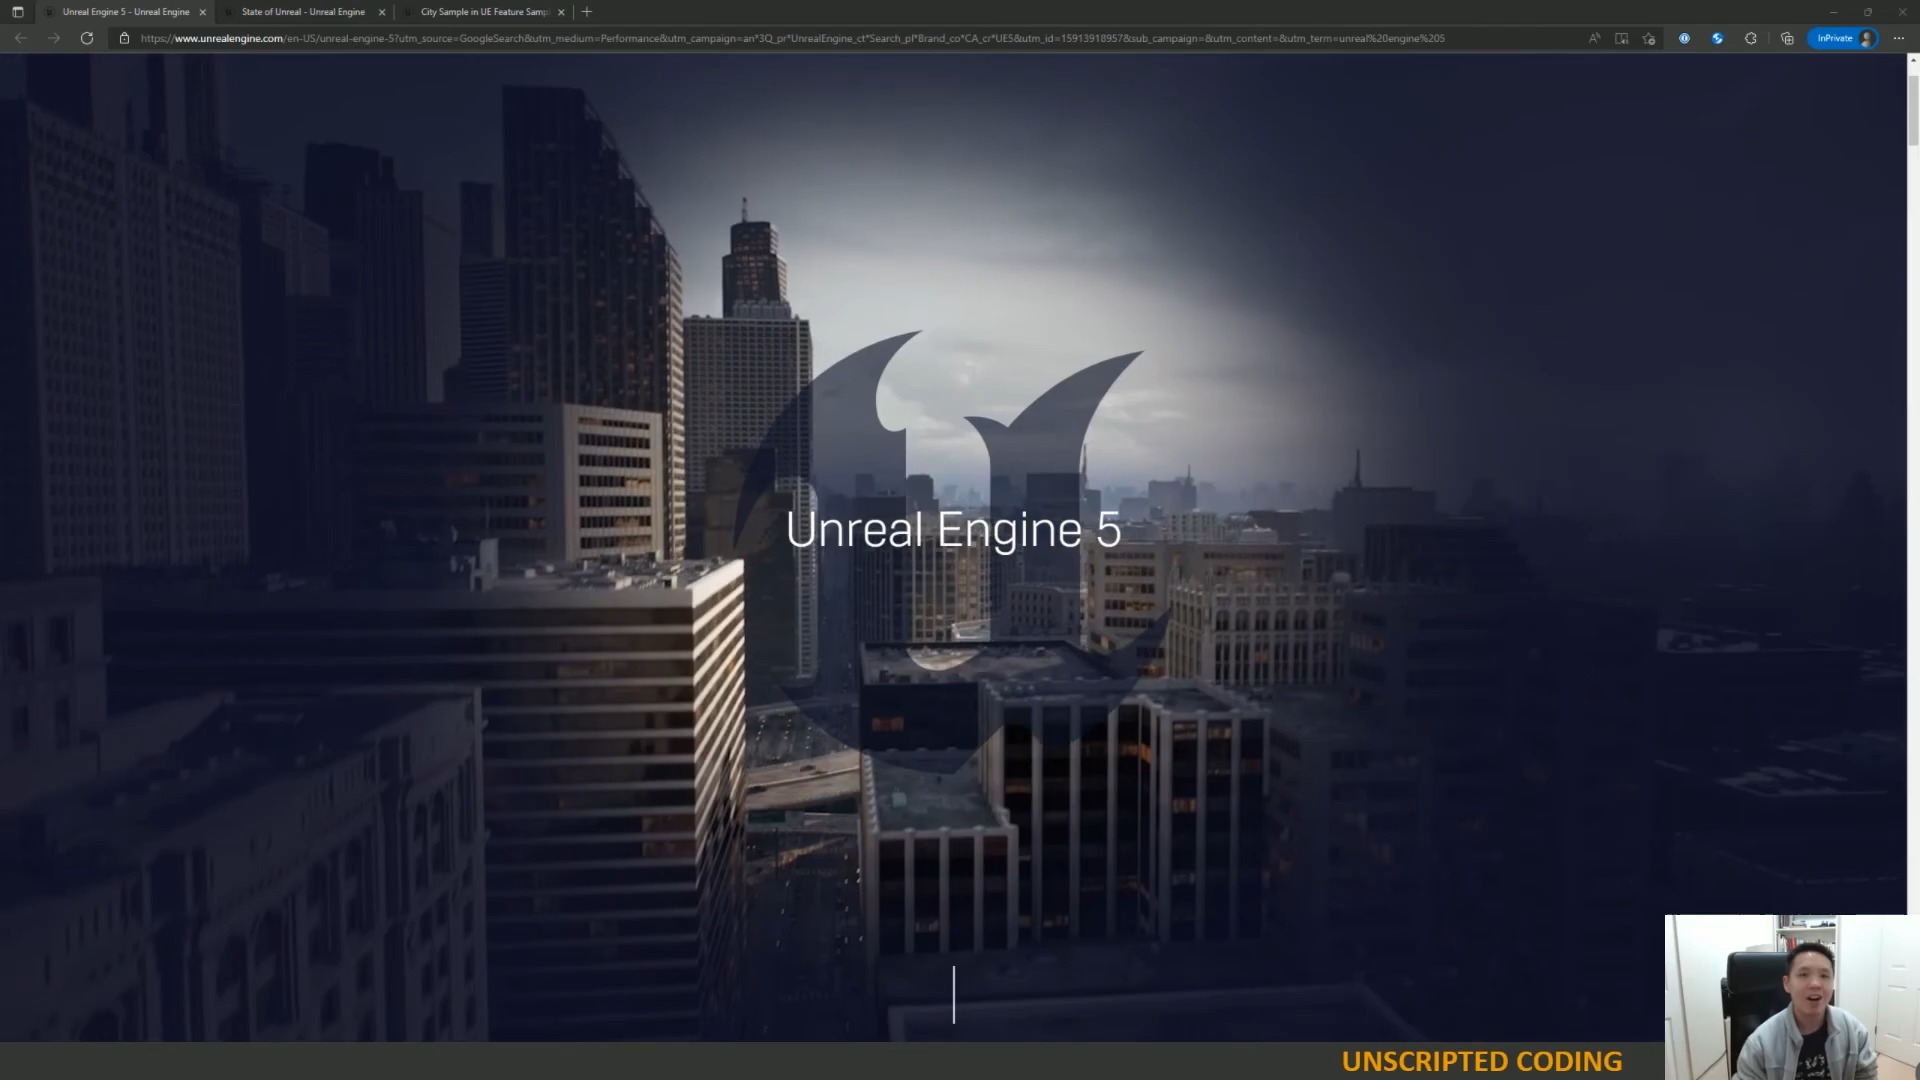 Unreal Engine 5 - Unreal Engine
State of Unreal - Unreal Engine
City Sample in UE Feature Samp
https://www.unrealengine.com/en-US/unreal-engine-5?utm_source=GoogleSearch&utm_medium=Performance&utm_campaign=an*3Q_pr*UnrealEngine_ct*Search_pl*Brand_co*CA_cr*UE5&utm_id=15913918957&sub_campaign=&utm_content=&utm_term=unreal%20engine%205
InPrivate
Unreal Engine 5
UNSCRIPTED CODING